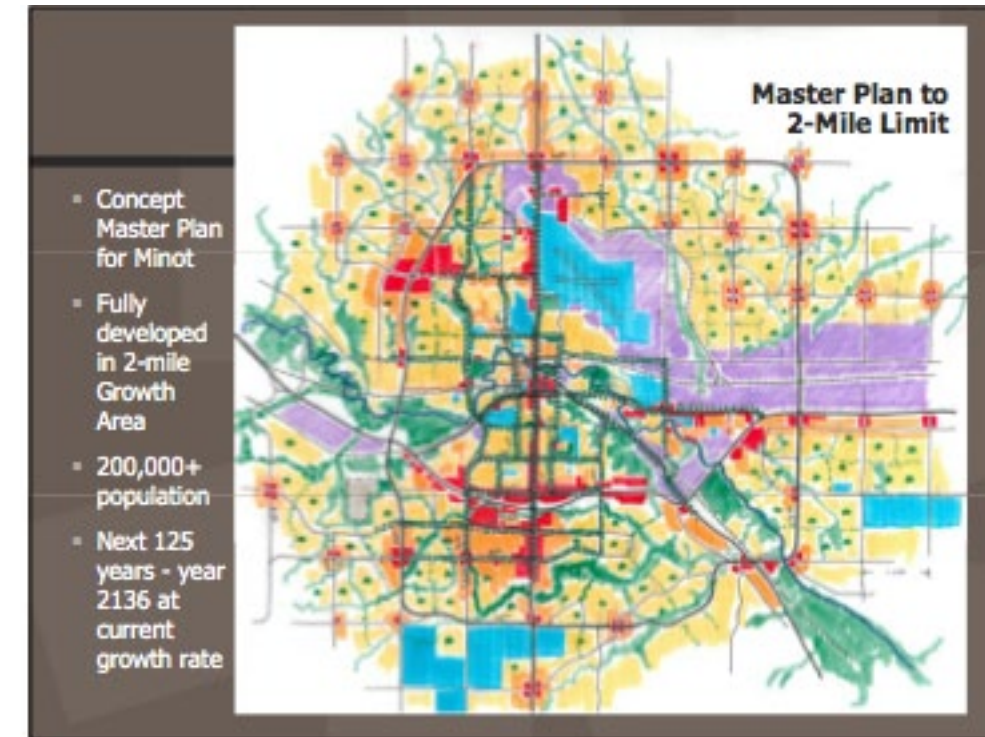 Master Plan to
2-Mile Limit
▪ Concept
Master Plan
for Minot
▪ Fully
developed
in 2-mile
Growth
Area
▪ 200,000+
population
▪ Next 125
years - year
2136 at
current
growth rate